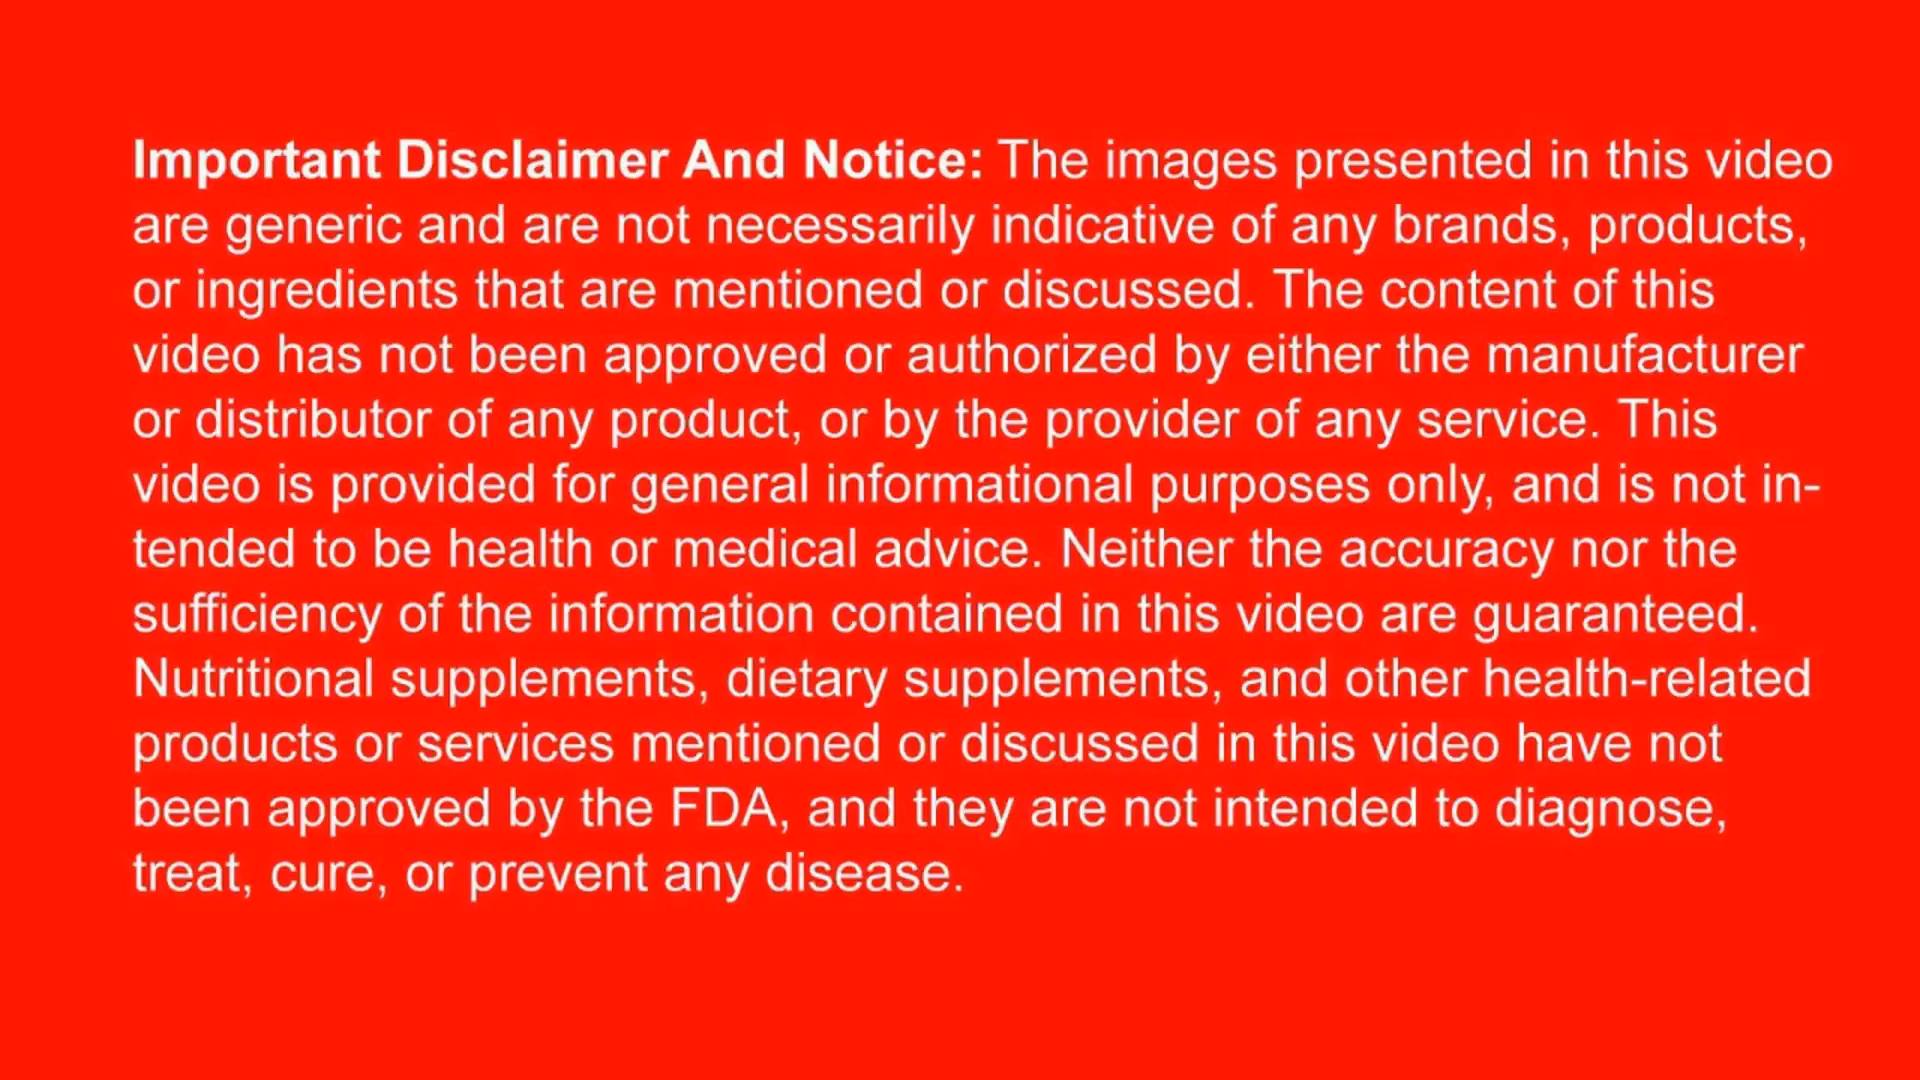 Important Disclaimer And Notice: The images presented in this video
are generic and are not necessarily indicative of any brands, products,
or ingredients that are mentioned or discussed. The content of this
video has not been approved or authorized by either the manufacturer
or distributor of any product, or by the provider of any service. This
video is provided for general informational purposes only, and is not in-
tended to be health or medical advice. Neither the accuracy nor the
sufficiency of the information contained in this video are guaranteed.
Nutritional supplements, dietary supplements, and other health-related
products or services mentioned or discussed in this video have not
been approved by the FDA, and they are not intended to diagnose,
treat, cure, or prevent any disease.